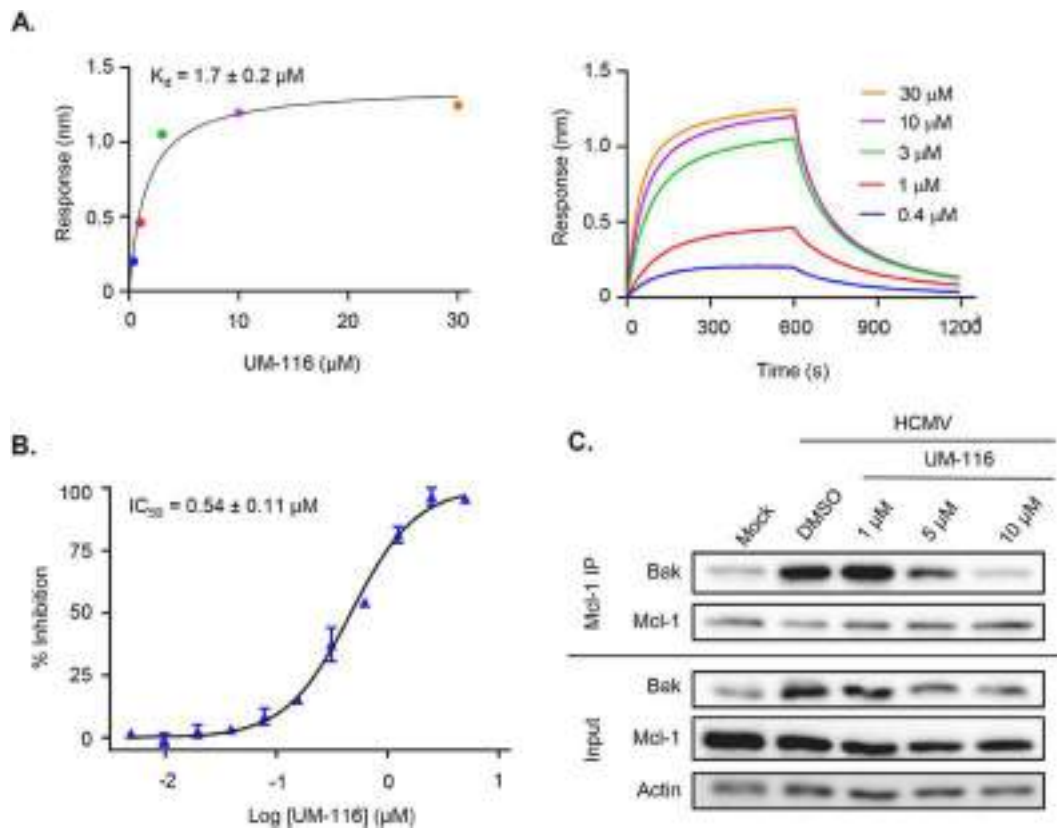 A.
K_d = 1.7 ± 0.2 µM
Response (nm)
1.5
1.0
0.5
0
0 10 20 30
UM-116 (µM)
Response (nm)
1.5
1.0
0.5
0
0 300 600 900 1200
Time (s)
30 µM
10 µM
3 µM
1 µM
0.4 µM
B.
IC50 = 0.54 ± 0.11 µM
% Inhibition
100
75
50
25
0
-2 -1 0 1
Log [UM-116] (µM)
C.
HCMV
UM-116
Mock DMSO 1 µM 5 µM 10 µM
Mcl-1 IP
Bak
Mcl-1
Input
Bak
Mcl-1
Actin